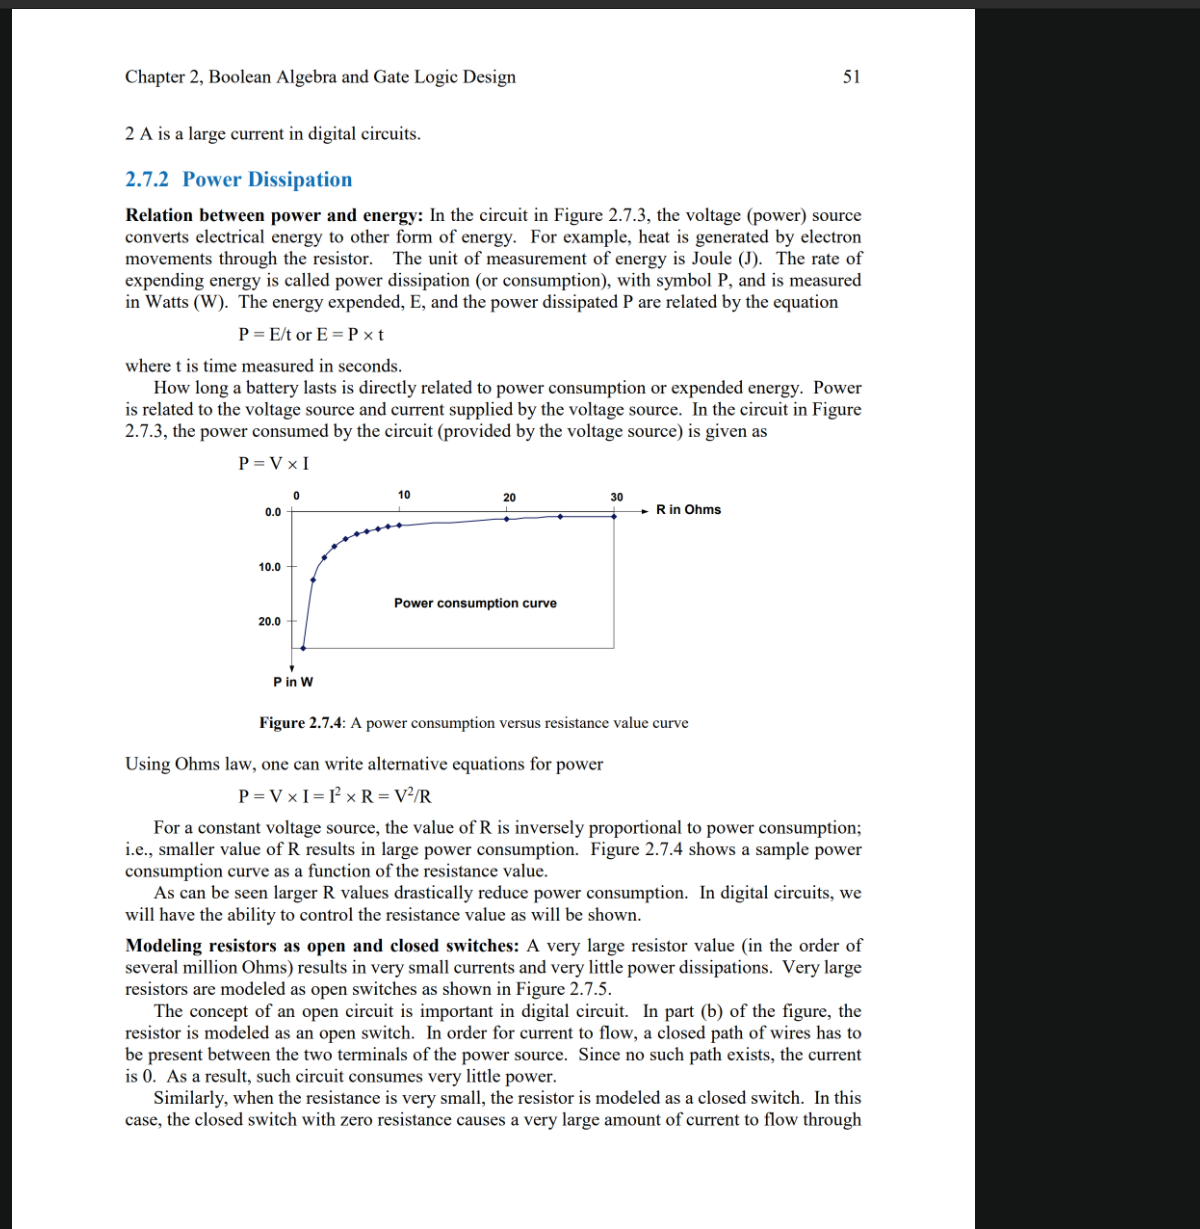 Chapter 2, Boolean Algebra and Gate Logic Design 51
2 A is a large current in digital circuits.
2.7.2 Power Dissipation
Relation between power and energy: In the circuit in Figure 2.7.3, the voltage (power) source
converts electrical energy to other form of energy. For example, heat is generated by electron
movements through the resistor. The unit of measurement of energy is Joule (J). The rate of
expending energy is called power dissipation (or consumption), with symbol P, and is measured
in Watts (W). The energy expended, E, and the power dissipated P are related by the equation
P = E/t or E = P × t
where t is time measured in seconds.
How long a battery lasts is directly related to power consumption or expended energy. Power
is related to the voltage source and current supplied by the voltage source. In the circuit in Figure
2.7.3, the power consumed by the circuit (provided by the voltage source) is given as
P = V × I
0 10 20 30
0.0 R in Ohms
10.0
Power consumption curve
20.0
P in W
Figure 2.7.4: A power consumption versus resistance value curve
Using Ohms law, one can write alternative equations for power
P = V × I = I² × R = V²/R
For a constant voltage source, the value of R is inversely proportional to power consumption;
i.e., smaller value of R results in large power consumption. Figure 2.7.4 shows a sample power
consumption curve as a function of the resistance value.
As can be seen larger R values drastically reduce power consumption. In digital circuits, we
will have the ability to control the resistance value as will be shown.
Modeling resistors as open and closed switches: A very large resistor value (in the order of
several million Ohms) results in very small currents and very little power dissipations. Very large
resistors are modeled as open switches as shown in Figure 2.7.5.
The concept of an open circuit is important in digital circuit. In part (b) of the figure, the
resistor is modeled as an open switch. In order for current to flow, a closed path of wires has to
be present between the two terminals of the power source. Since no such path exists, the current
is 0. As a result, such circuit consumes very little power.
Similarly, when the resistance is very small, the resistor is modeled as a closed switch. In this
case, the closed switch with zero resistance causes a very large amount of current to flow through